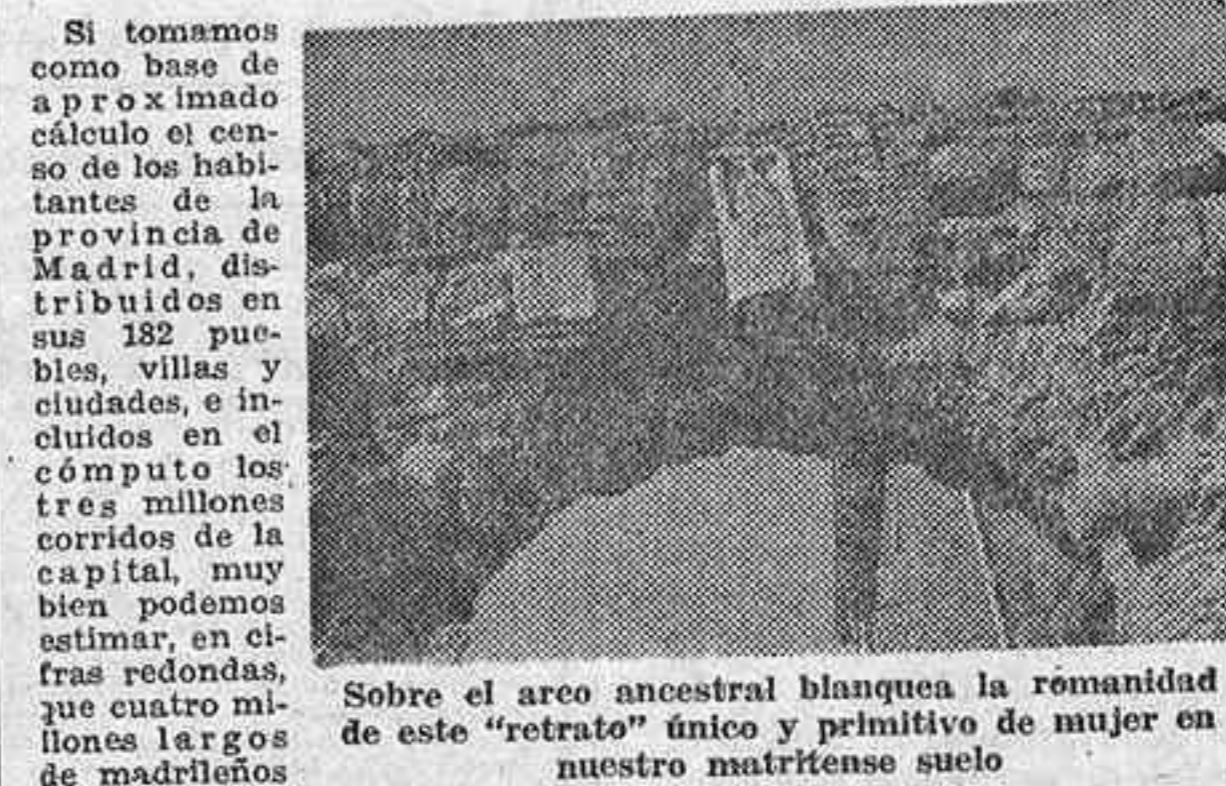 Si tomamos
como base de
aproximado
cálculo el cen-
so de los habi-
tantes de la
provincia de
Madrid, dis-
tribuidos en
sus 182 pue-
bles, villas y
ciudades, e in-
cluidos en el
cómputo los
tres millones
corridos de la
capital, muy
bien podemos
estimar, en ci-
fras redondas,
que cuatro mi-
llones largos
de madrileños
Sobre el arco ancestral blanquea la romanidad
de este "retrato" único y primitivo de mujer en
nuestro matritense suelo